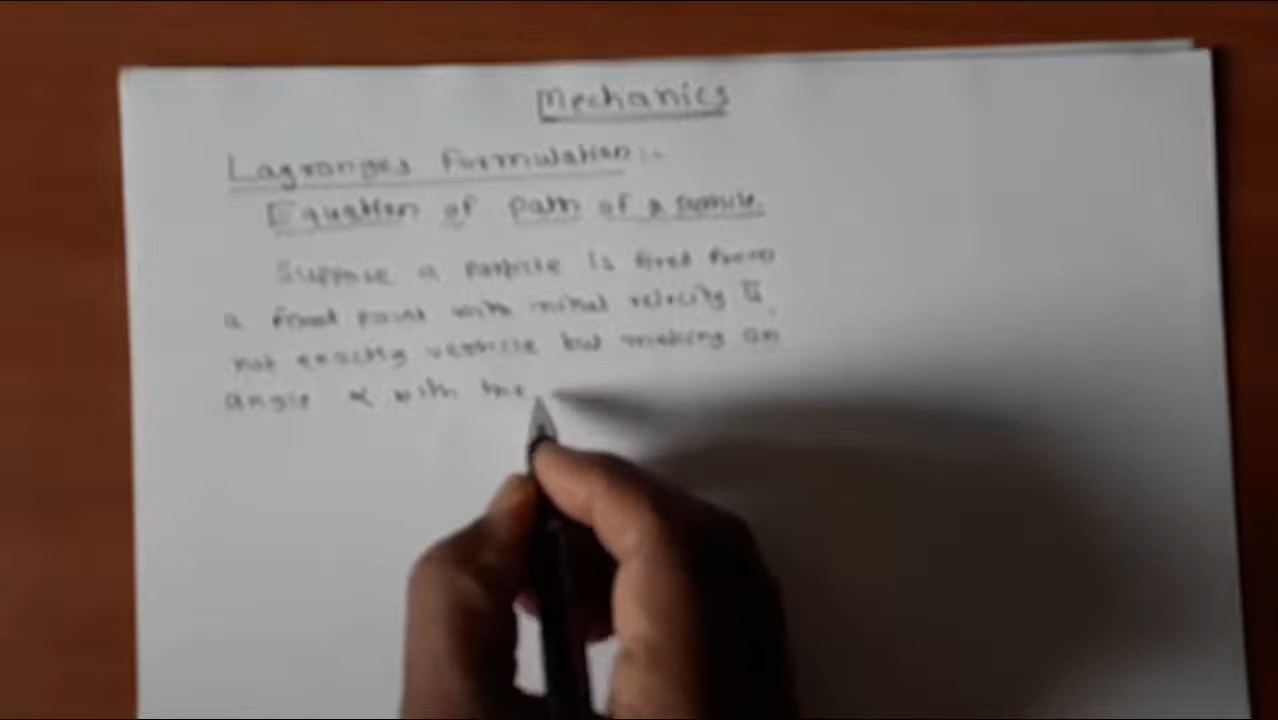 Mechanics
Lagranges Formulation:-
Equation of path of a particle.
Suppose a particle is fired from
a fixed point with initial velocity u,
not exactly verticle but making an
angle α with the